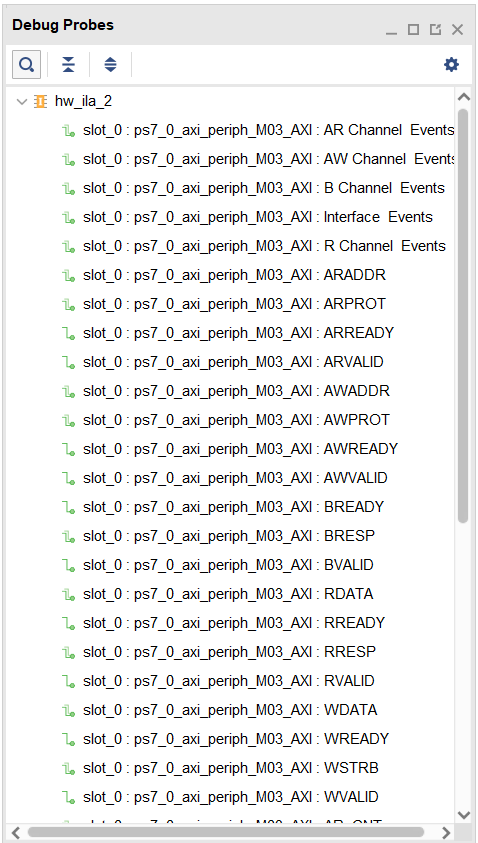 Debug Probes
hw_ila_2
slot_0 : ps7_0_axi_periph_M03_AXI : AR Channel Events
slot_0 : ps7_0_axi_periph_M03_AXI : AW Channel Events
slot_0 : ps7_0_axi_periph_M03_AXI : B Channel Events
slot_0 : ps7_0_axi_periph_M03_AXI : Interface Events
slot_0 : ps7_0_axi_periph_M03_AXI : R Channel Events
slot_0 : ps7_0_axi_periph_M03_AXI : ARADDR
slot_0 : ps7_0_axi_periph_M03_AXI : ARPROT
slot_0 : ps7_0_axi_periph_M03_AXI : ARREADY
slot_0 : ps7_0_axi_periph_M03_AXI : ARVALID
slot_0 : ps7_0_axi_periph_M03_AXI : AWADDR
slot_0 : ps7_0_axi_periph_M03_AXI : AWPROT
slot_0 : ps7_0_axi_periph_M03_AXI : AWREADY
slot_0 : ps7_0_axi_periph_M03_AXI : AWVALID
slot_0 : ps7_0_axi_periph_M03_AXI : BREADY
slot_0 : ps7_0_axi_periph_M03_AXI : BRESP
slot_0 : ps7_0_axi_periph_M03_AXI : BVALID
slot_0 : ps7_0_axi_periph_M03_AXI : RDATA
slot_0 : ps7_0_axi_periph_M03_AXI : RREADY
slot_0 : ps7_0_axi_periph_M03_AXI : RRESP
slot_0 : ps7_0_axi_periph_M03_AXI : RVALID
slot_0 : ps7_0_axi_periph_M03_AXI : WDATA
slot_0 : ps7_0_axi_periph_M03_AXI : WREADY
slot_0 : ps7_0_axi_periph_M03_AXI : WSTRB
slot_0 : ps7_0_axi_periph_M03_AXI : WVALID